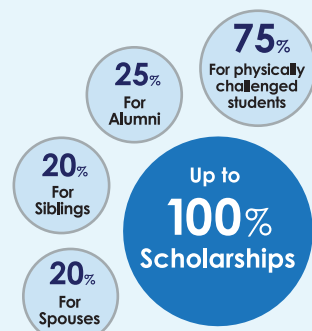 75%
For physically
challenged
students
25%
For
Alumni
20%
For
Siblings
Up to
100%
Scholarships
20%
For
Spouses